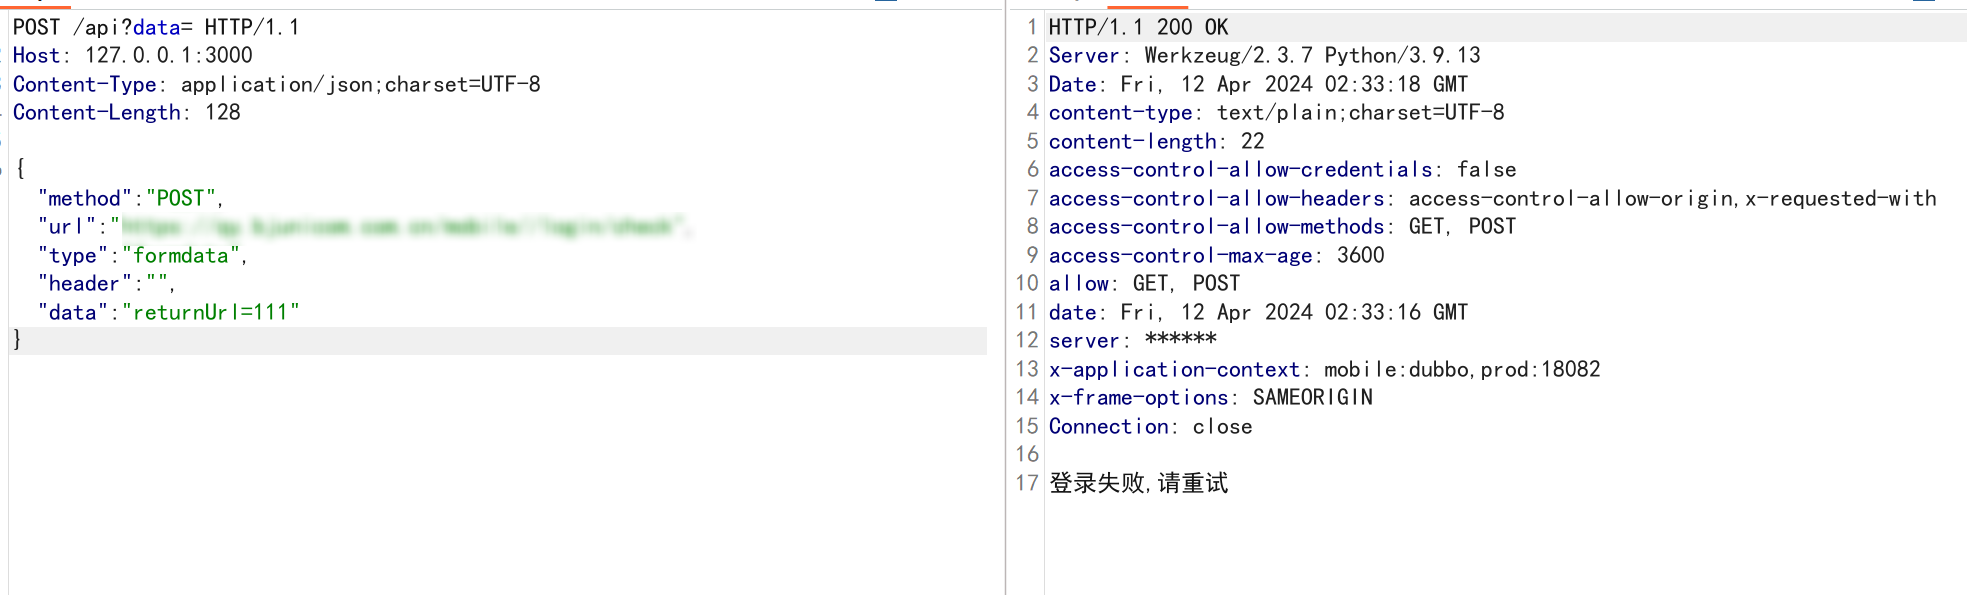 POST /api?data= HTTP/1.1
Host: 127.0.0.1:3000
Content-Type: application/json;charset=UTF-8
Content-Length: 128
{
"method":"POST",
"url":"
"type":"formdata",
"header":"",
"data":"returnUrl=111"
}
1 HTTP/1.1 200 OK
2 Server: Werkzeug/2.3.7 Python/3.9.13
3 Date: Fri, 12 Apr 2024 02:33:18 GMT
4 content-type: text/plain;charset=UTF-8
5 content-length: 22
6 access-control-allow-credentials: false
7 access-control-allow-headers: access-control-allow-origin,x-requested-with
8 access-control-allow-methods: GET, POST
9 access-control-max-age: 3600
10 allow: GET, POST
11 date: Fri, 12 Apr 2024 02:33:16 GMT
12 server: ******
13 x-application-context: mobile:dubbo,prod:18082
14 x-frame-options: SAMEORIGIN
15 Connection: close
16
17 登录失败,请重试